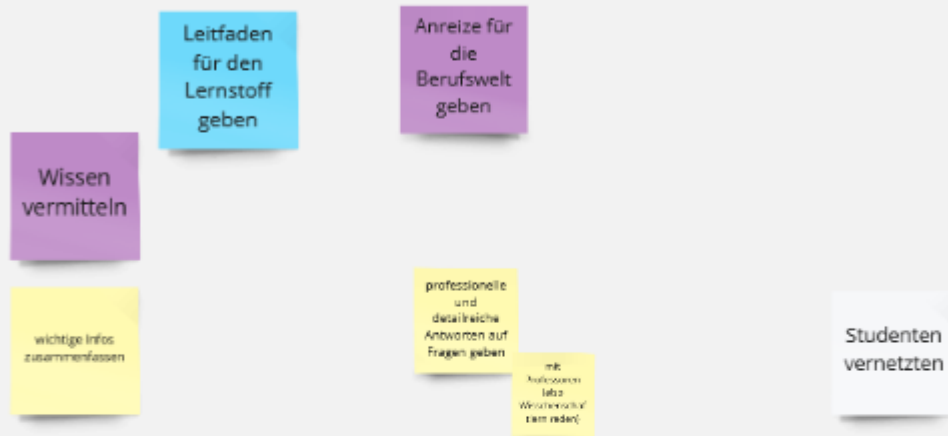 Leitfaden
für den
Lernstoff
geben
Anreize für
die
Berufswelt
geben
Wissen
vermitteln
wichtige Infos
zusammenfassen
professionelle
und
detailreiche
Antworten auf
Fragen geben
mit
Professoren
reden)
Studenten
vernetzten